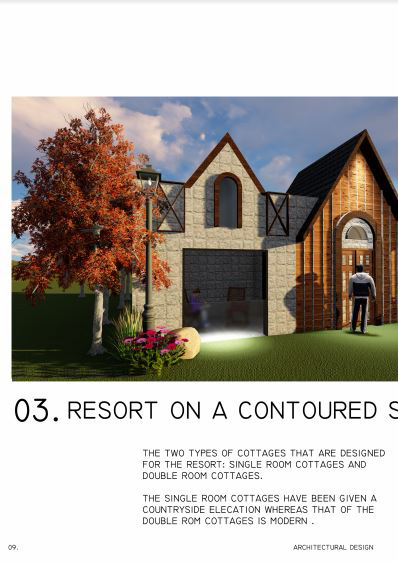 03. RESORT ON A CONTOURED S
THE TWO TYPES OF COTTAGES THAT ARE DESIGNED
FOR THE RESORT: SINGLE ROOM COTTAGES AND
DOUBLE ROOM COTTAGES.
THE SINGLE ROOM COTTAGES HAVE BEEN GIVEN A
COUNTRYSIDE ELECATION WHEREAS THAT OF THE
DOUBLE ROM COTTAGES IS MODERN .
09.
ARCHITECTURAL DESIGN